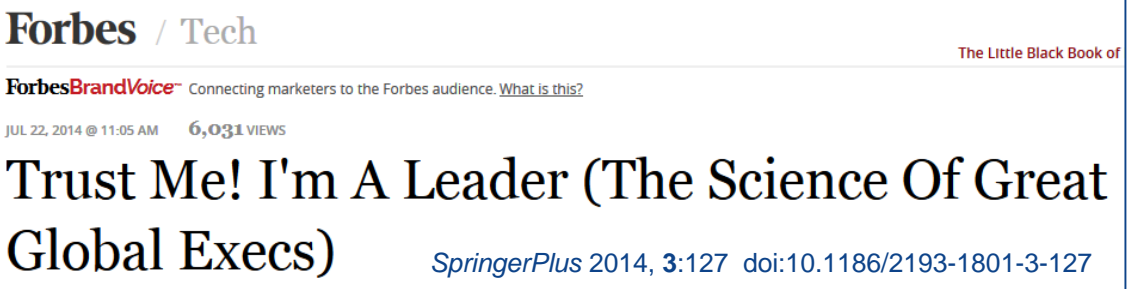 Forbes / Tech
The Little Black Book of
ForbesBrandVoice™ Connecting marketers to the Forbes audience. What is this?
JUL 22, 2014 @ 11:05 AM 6,031 VIEWS
Trust Me! I'm A Leader (The Science Of Great
Global Execs) SpringerPlus 2014, 3:127 doi:10.1186/2193-1801-3-127